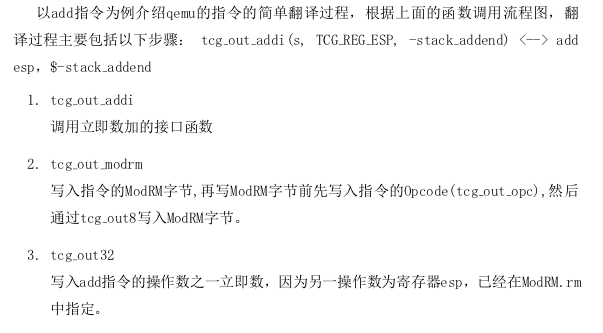 以add指令为例介绍qemu的指令的简单翻译过程，根据上面的函数调用流程图，翻
译过程主要包括以下步骤： tcg_out_addi(s, TCG_REG_ESP, -stack_addend) <--> add
esp，$-stack_addend
1. tcg_out_addi
调用立即数加的接口函数
2. tcg_out_modrm
写入指令的ModRM字节,再写ModRM字节前先写入指令的Opcode(tcg_out_opc),然后
通过tcg_out8写入ModRM字节。
3. tcg_out32
写入add指令的操作数之一立即数，因为另一操作数为寄存器esp，已经在ModRM.rm
中指定。